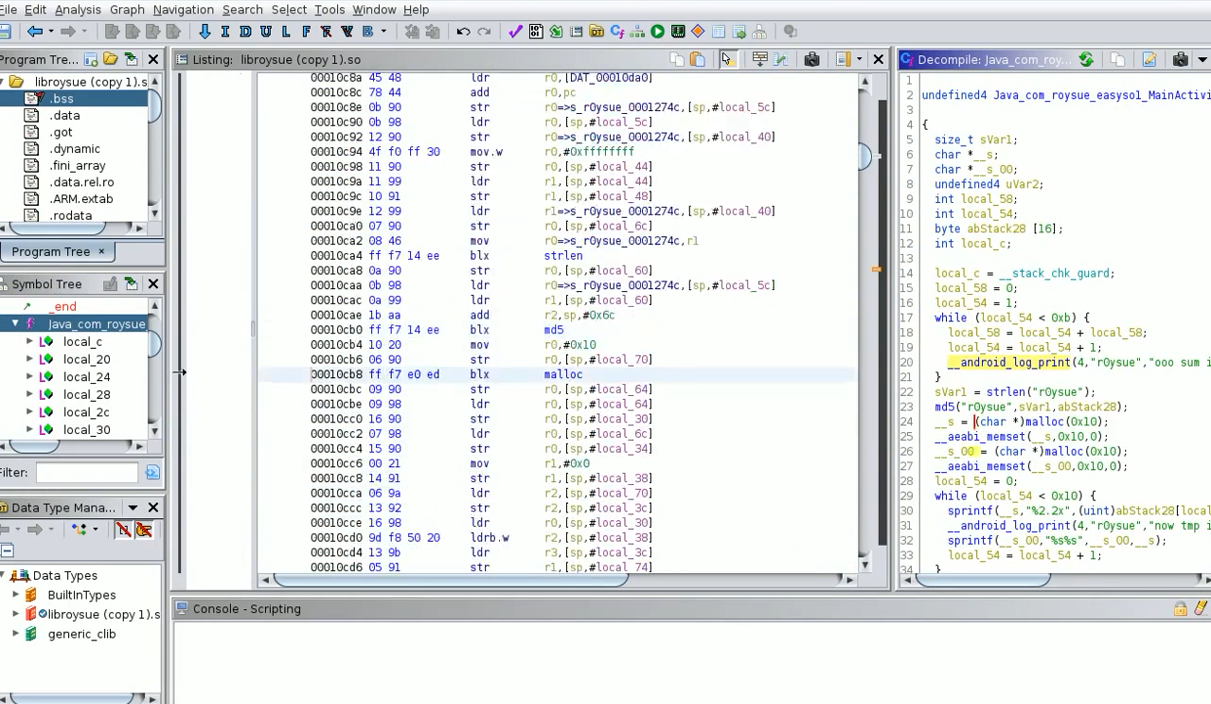 File Edit Analysis Graph Navigation Search Select Tools Window Help
I D U L F R V B
Program Tre...
libroysue (copy 1).s
.bss
.data
.got
.dynamic
.fini_array
.data.rel.ro
.ARM.extab
.rodata
Program Tree ×
Symbol Tree
_end
Java_com_roysue
local_c
local_20
local_24
local_28
local_2c
local_30
Filter:
Data Type Mana...
Data Types
BuiltInTypes
libroysue (copy 1).so
generic_clib
Listing: libroysue (copy 1).so
00010c8a 45 48 ldr r0,[DAT_00010da0]
00010c8c 78 44 add r0,pc
00010c8e 0b 90 str r0=>s_r0ysue_0001274c,[sp,#local_5c]
00010c90 0b 98 ldr r0,[sp,#local_5c]
00010c92 12 90 str r0=>s_r0ysue_0001274c,[sp,#local_40]
00010c94 4f f0 ff 30 mov.w r0,#0xffffffff
00010c98 11 90 str r0,[sp,#local_44]
00010c9a 11 99 ldr r1,[sp,#local_44]
00010c9c 10 91 str r1,[sp,#local_48]
00010c9e 12 99 ldr r1=>s_r0ysue_0001274c,[sp,#local_40]
00010ca0 07 90 str r0,[sp,#local_6c]
00010ca2 08 46 mov r0=>s_r0ysue_0001274c,r1
00010ca4 ff f7 14 ee blx strlen
00010ca8 0a 90 str r0,[sp,#local_60]
00010caa 0b 98 ldr r0=>s_r0ysue_0001274c,[sp,#local_5c]
00010cac 0a 99 ldr r1,[sp,#local_60]
00010cae 1b aa add r2,sp,#0x6c
00010cb0 ff f7 14 ee blx md5
00010cb4 10 20 mov r0,#0x10
00010cb6 06 90 str r0,[sp,#local_70]
00010cb8 ff f7 e0 ed blx malloc
00010cbc 09 90 str r0,[sp,#local_64]
00010cbe 09 98 ldr r0,[sp,#local_64]
00010cc0 16 90 str r0,[sp,#local_30]
00010cc2 07 98 ldr r0,[sp,#local_6c]
00010cc4 15 90 str r0,[sp,#local_34]
00010cc6 00 21 mov r1,#0x0
00010cc8 14 91 str r1,[sp,#local_38]
00010cca 06 9a ldr r2,[sp,#local_70]
00010ccc 13 92 str r2,[sp,#local_3c]
00010cce 16 98 ldr r0,[sp,#local_30]
00010cd0 9d f8 50 20 ldrb.w r2,[sp,#local_38]
00010cd4 13 9b ldr r3,[sp,#local_3c]
00010cd6 05 91 str r1,[sp,#local_74]
Console - Scripting
Decompile: Java_com_roy...
1
2 undefined4 Java_com_roysue_easyso1_MainActivi
3
4 {
5 size_t sVar1;
6 char *__s;
7 char *__s_00;
8 undefined4 uVar2;
9 int local_58;
10 int local_54;
11 byte abStack28 [16];
12 int local_c;
13
14 local_c = __stack_chk_guard;
15 local_58 = 0;
16 local_54 = 1;
17 while (local_54 < 0xb) {
18 local_58 = local_54 + local_58;
19 local_54 = local_54 + 1;
20 __android_log_print(4,"r0ysue","ooo sum i
21 }
22 sVar1 = strlen("r0ysue");
23 md5("r0ysue",sVar1,abStack28);
24 __s = (char *)malloc(0x10);
25 __aeabi_memset(__s,0x10,0);
26 __s_00 = (char *)malloc(0x10);
27 __aeabi_memset(__s_00,0x10,0);
28 local_54 = 0;
29 while (local_54 < 0x10) {
30 sprintf(__s,"%2.2x",(uint)abStack28[local
31 __android_log_print(4,"r0ysue","now tmp i
32 sprintf(__s_00,"%s%s",__s_00,__s);
33 local_54 = local_54 + 1;
34 }